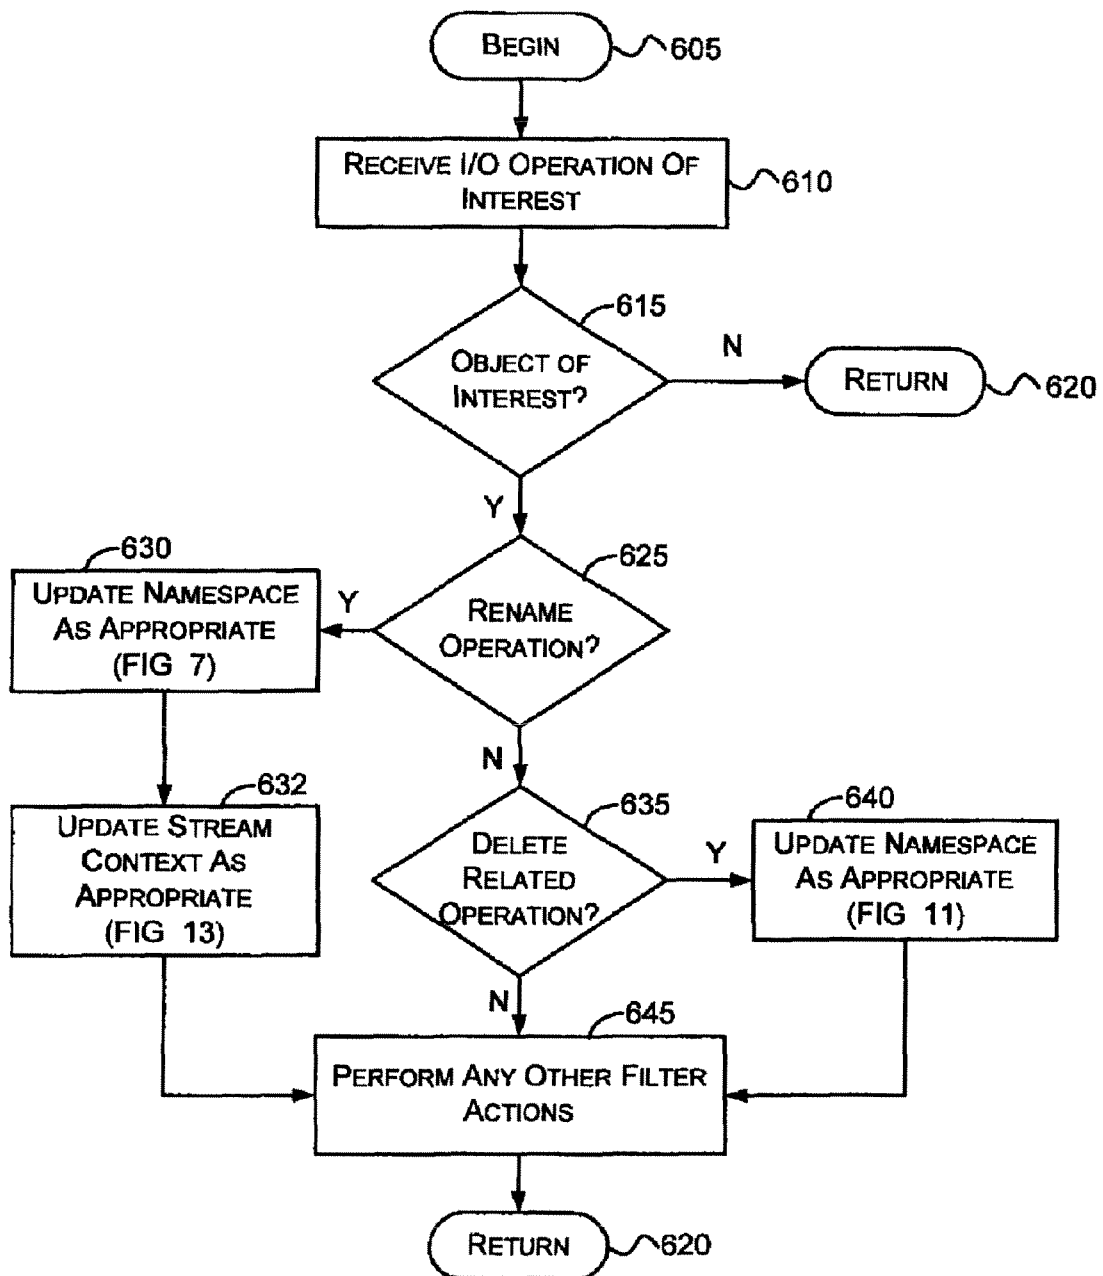 BEGIN
605
RECEIVE I/O OPERATION OF
INTEREST
610
615
OBJECT OF
INTEREST?
N
RETURN
620
Y
630
UPDATE NAMESPACE
AS APPROPRIATE
(FIG 7)
Y
625
RENAME
OPERATION?
N
632
UPDATE STREAM
CONTEXT AS
APPROPRIATE
(FIG 13)
635
DELETE
RELATED
OPERATION?
Y
640
UPDATE NAMESPACE
AS APPROPRIATE
(FIG 11)
N
645
PERFORM ANY OTHER FILTER
ACTIONS
RETURN
620